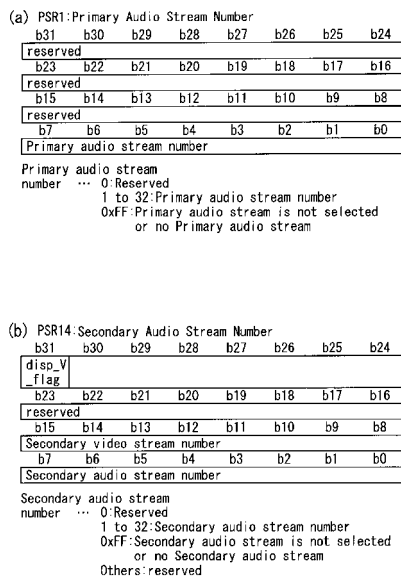 (a) PSR1:Primary Audio Stream Number
b31 b30 b29 b28 b27 b26 b25 b24
reserved
b23 b22 b21 b20 b19 b18 b17 b16
reserved
b15 b14 b13 b12 b11 b10 b9 b8
reserved
b7 b6 b5 b4 b3 b2 b1 b0
Primary audio stream number
Primary audio stream
number ··· 0:Reserved
1 to 32:Primary audio stream number
0xFF:Primary audio stream is not selected
or no Primary audio stream
(b) PSR14:Secondary Audio Stream Number
b31 b30 b29 b28 b27 b26 b25 b24
disp_V
_flag
b23 b22 b21 b20 b19 b18 b17 b16
reserved
b15 b14 b13 b12 b11 b10 b9 b8
Secondary video stream number
b7 b6 b5 b4 b3 b2 b1 b0
Secondary audio stream number
Secondary audio stream
number ··· 0:Reserved
1 to 32:Secondary audio stream number
0xFF:Secondary audio stream is not selected
or no Secondary audio stream
Others:reserved